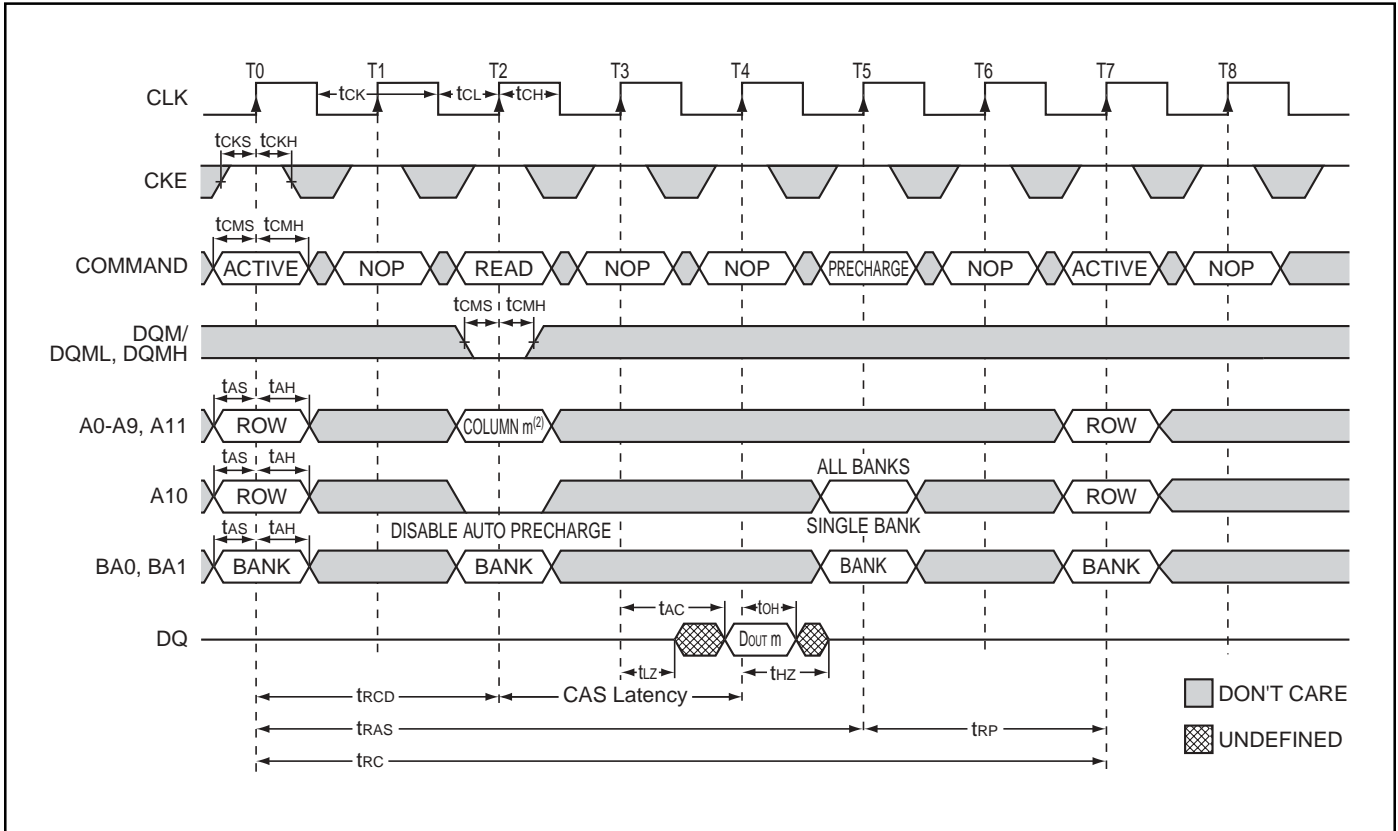 T0 T1 T2 T3 T4 T5 T6 T7 T8
CLK tCK tCL tCH
tCKS tCKH
CKE
tCMS tCMH
COMMAND ACTIVE NOP READ NOP NOP PRECHARGE NOP ACTIVE NOP
tCMS tCMH
DQM/
DQML, DQMH
tAS tAH
A0-A9, A11 ROW COLUMN m(2) ROW
tAS tAH ALL BANKS
A10 ROW ROW
tAS tAH DISABLE AUTO PRECHARGE SINGLE BANK
BA0, BA1 BANK BANK BANK BANK
tAC tOH
DQ DOUT m
tLZ tHZ
tRCD CAS Latency
DON'T CARE
tRAS tRP
UNDEFINED
tRC